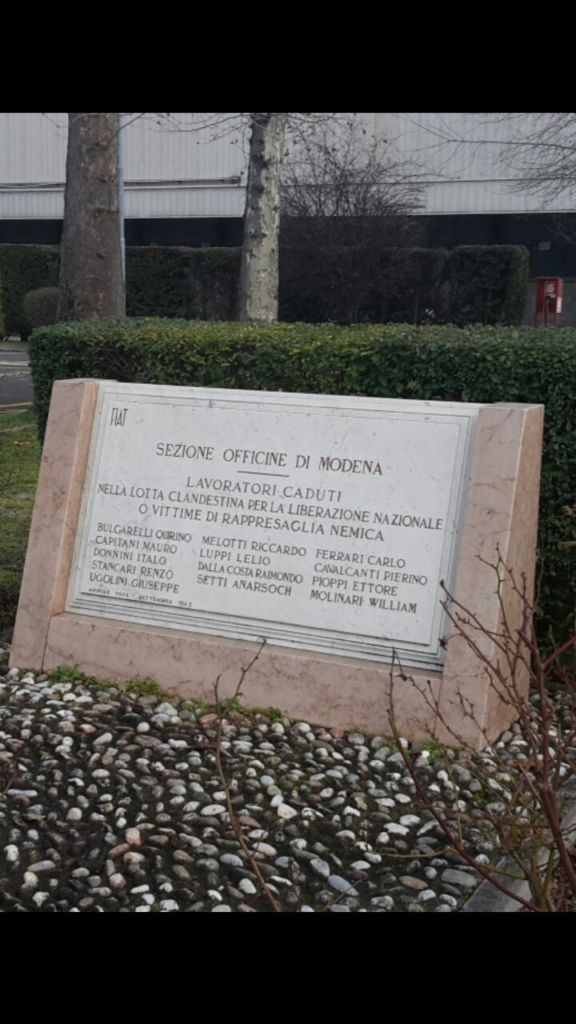 FIAT
SEZIONE OFFICINE DI MODENA
LAVORATORI CADUTI
NELLA LOTTA CLANDESTINA PER LA LIBERAZIONE NAZIONALE
O VITTIME DI RAPPRESAGLIA NEMICA
BULGARELLI QUIRINO
CAPITANI MAURO
DONNINI ITALO
STANCARI RENZO
UGOLINI GIUSEPPE
MELOTTI RICCARDO
LUPPI LELIO
DALLA COSTA RAIMONDO
SETTI ANARSOCH
FERRARI CARLO
CAVALCANTI PIERINO
PIOPPI ETTORE
MOLINARI WILLIAM
APRILE - SETTEMBRE